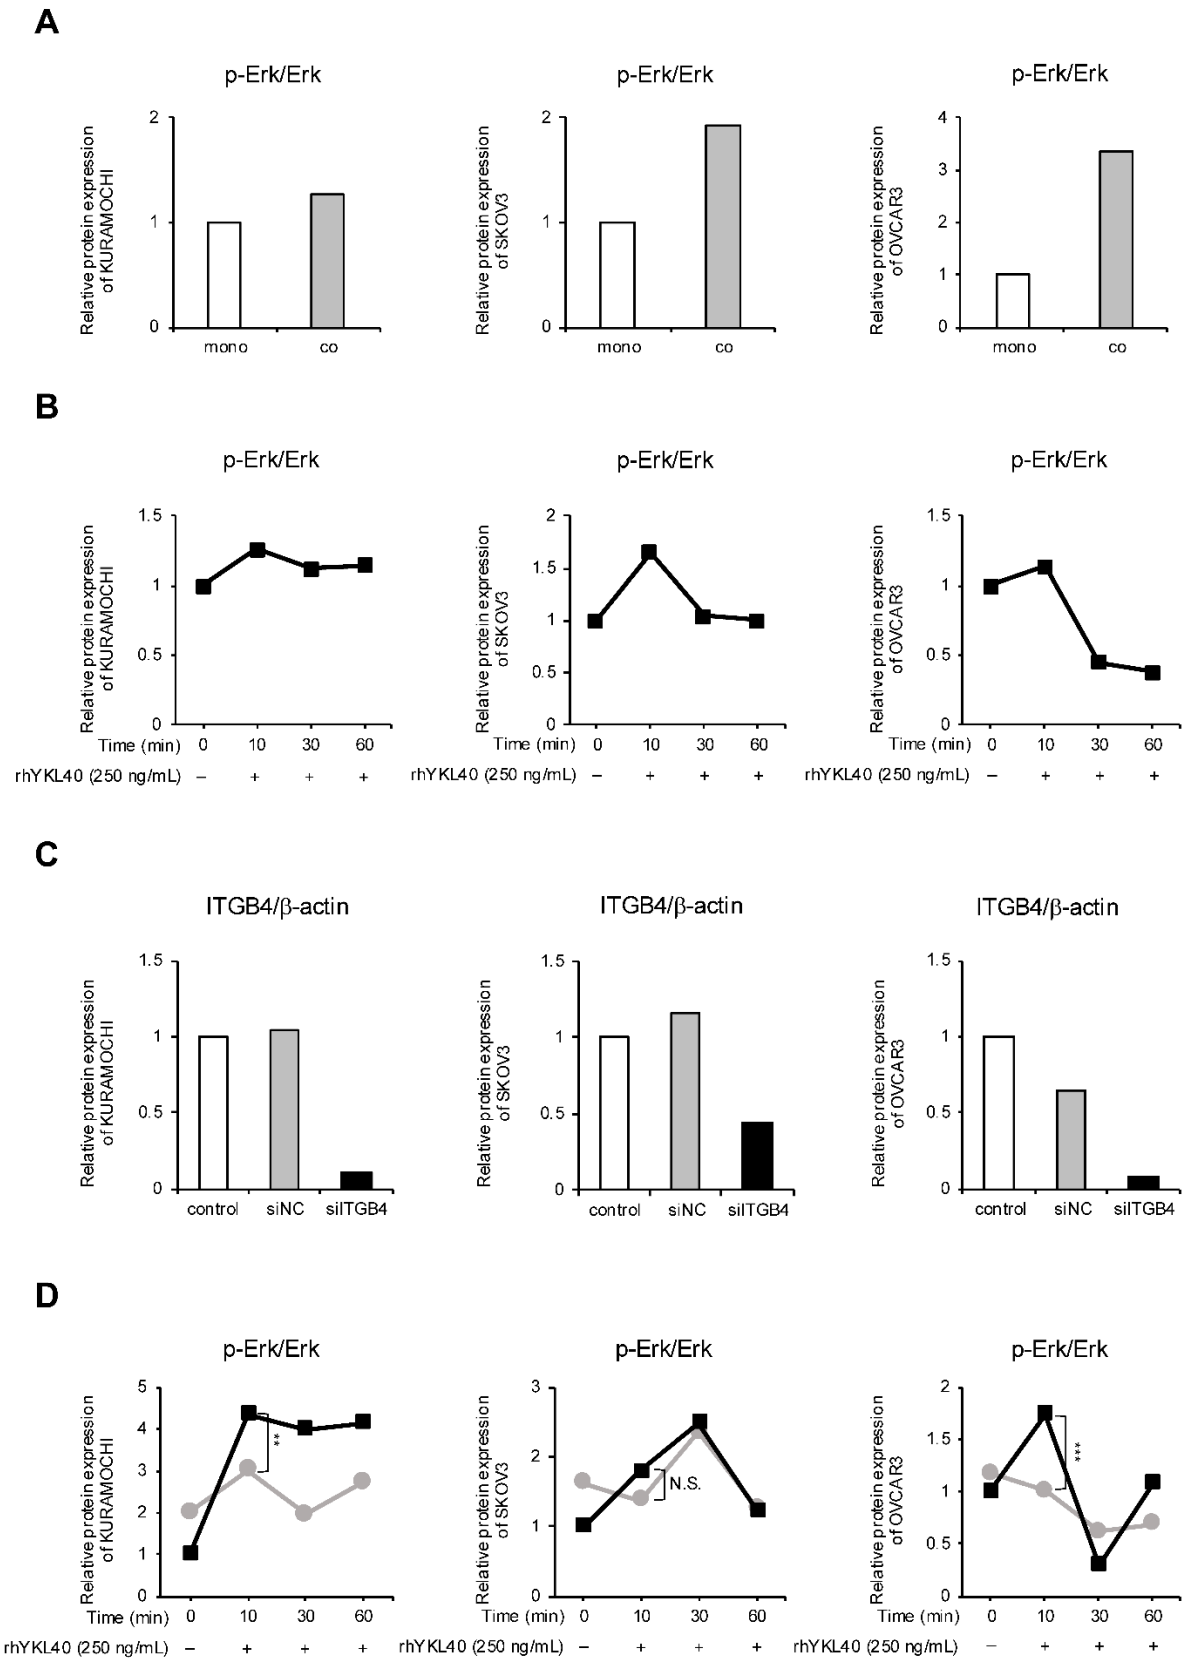 A
p-Erk/Erk
Relative protein expression
of KURAMOCHI
2
1
0
mono co
p-Erk/Erk
Relative protein expression
of SKOV3
2
1
0
mono co
p-Erk/Erk
Relative protein expression
of OVCAR3
4
3
2
1
0
mono co
B
p-Erk/Erk
Relative protein expression
of KURAMOCHI
1.5
1
0.5
0
Time (min) 0 10 30 60
rhYKL40 (250 ng/mL) − + + +
p-Erk/Erk
Relative protein expression
of SKOV3
2
1.5
1
0.5
0
Time (min) 0 10 30 60
rhYKL40 (250 ng/mL) − + + +
p-Erk/Erk
Relative protein expression
of OVCAR3
1.5
1
0.5
0
Time (min) 0 10 30 60
rhYKL40 (250 ng/mL) − + + +
C
ITGB4/β-actin
Relative protein expression
of KURAMOCHI
1.5
1
0.5
0
control siNC siITGB4
ITGB4/β-actin
Relative protein expression
of SKOV3
1.5
1
0.5
0
control siNC siITGB4
ITGB4/β-actin
Relative protein expression
of OVCAR3
1.5
1
0.5
0
control siNC siITGB4
D
p-Erk/Erk
Relative protein expression
of KURAMOCHI
5
4
3
2
1
0
**
Time (min) 0 10 30 60
rhYKL40 (250 ng/mL) − + + +
p-Erk/Erk
Relative protein expression
of SKOV3
3
2
1
0
N.S.
Time (min) 0 10 30 60
rhYKL40 (250 ng/mL) − + + +
p-Erk/Erk
Relative protein expression
of OVCAR3
2
1.5
1
0.5
0
***
Time (min) 0 10 30 60
rhYKL40 (250 ng/mL) − + + +